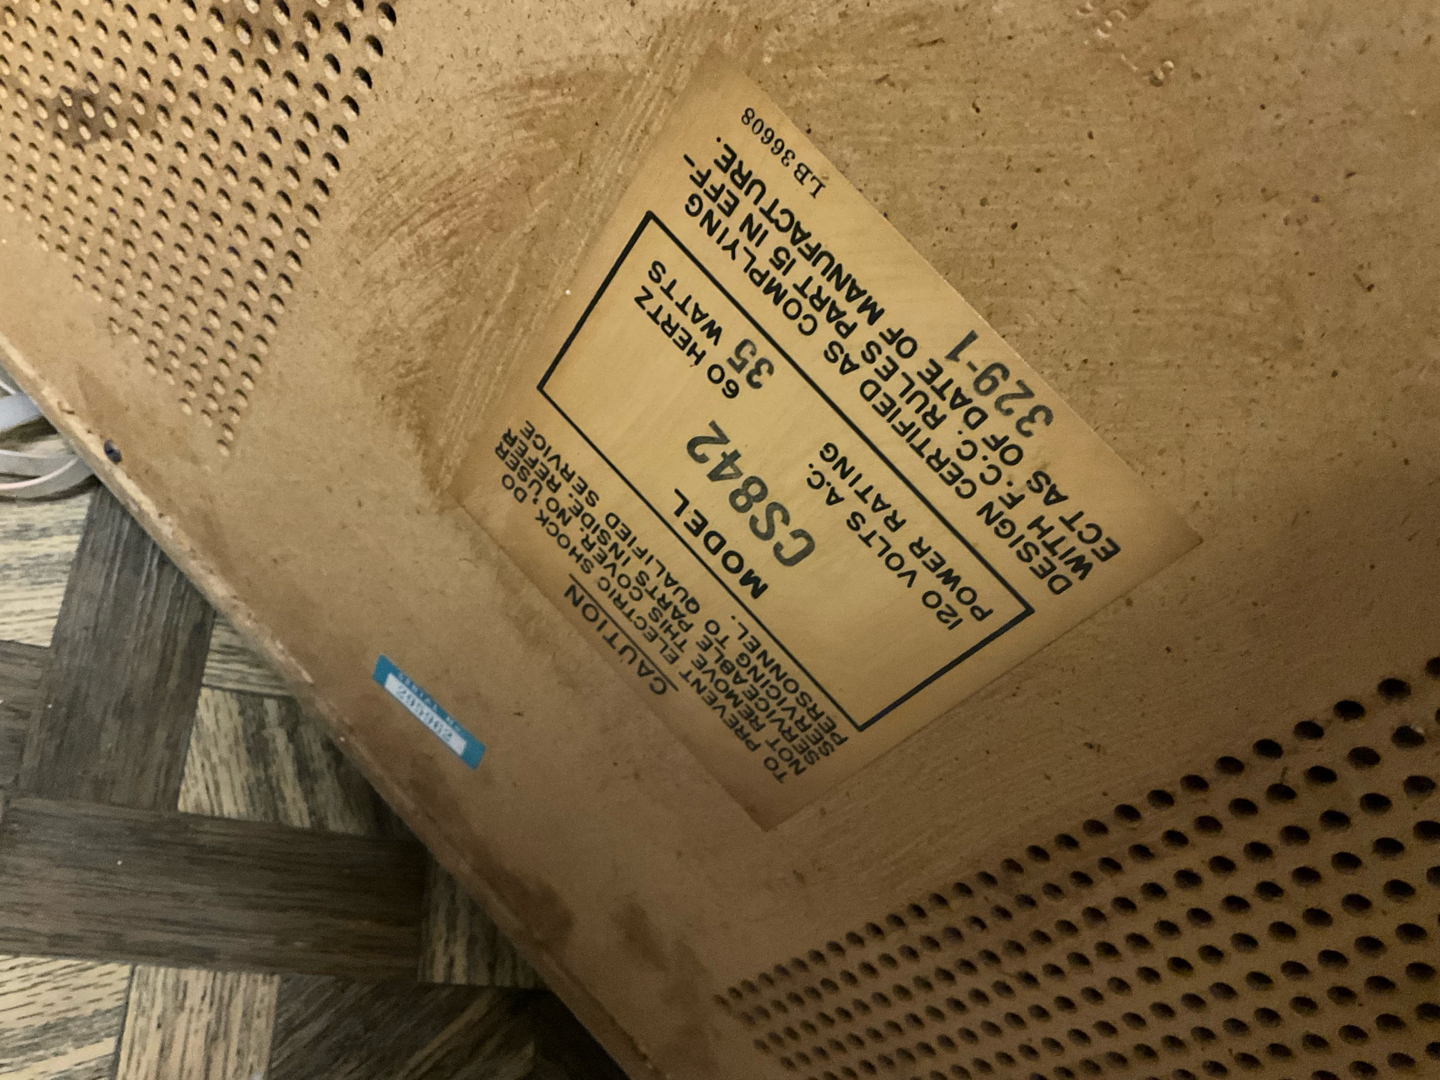 CAUTION
TO PREVENT ELECTRIC SHOCK, DO
NOT REMOVE THIS COVER. NO USER
SERVICEABLE PARTS INSIDE. REFER
SERVICING TO QUALIFIED SERVICE
PERSONNEL.
MODEL
CS842
120 VOLTS A.C. 60 HERTZ
POWER RATING 35 WATTS
DESIGN CERTIFIED AS COMPLYING
WITH F.C.C. RULES PART 15 IN EFF-
ECT AS OF DATE OF MANUFACTURE.
329-1 LB36608